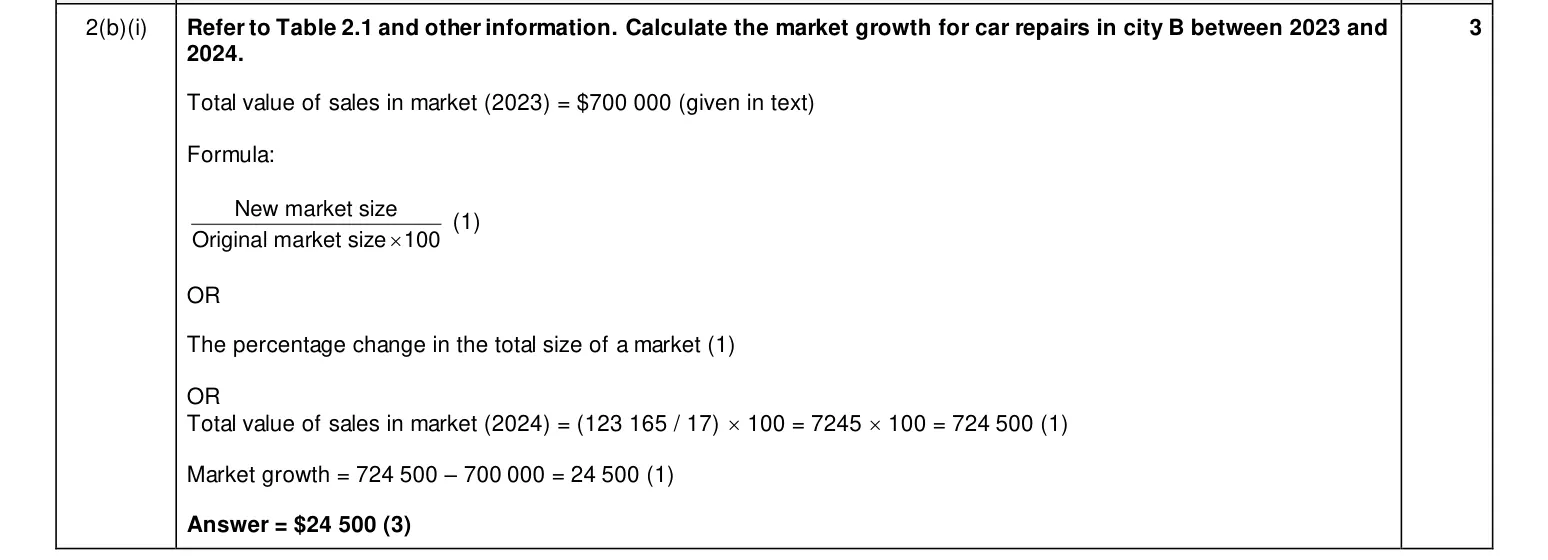 2(b)(i)
Refer to Table 2.1 and other information. Calculate the market growth for car repairs in city B between 2023 and
2024.
3
Total value of sales in market (2023) = $700 000 (given in text)
Formula:
New market size
Original market size × 100
(1)
OR
The percentage change in the total size of a market (1)
OR
Total value of sales in market (2024) = (123 165 / 17) × 100 = 7245 × 100 = 724 500 (1)
Market growth = 724 500 – 700 000 = 24 500 (1)
Answer = $24 500 (3)